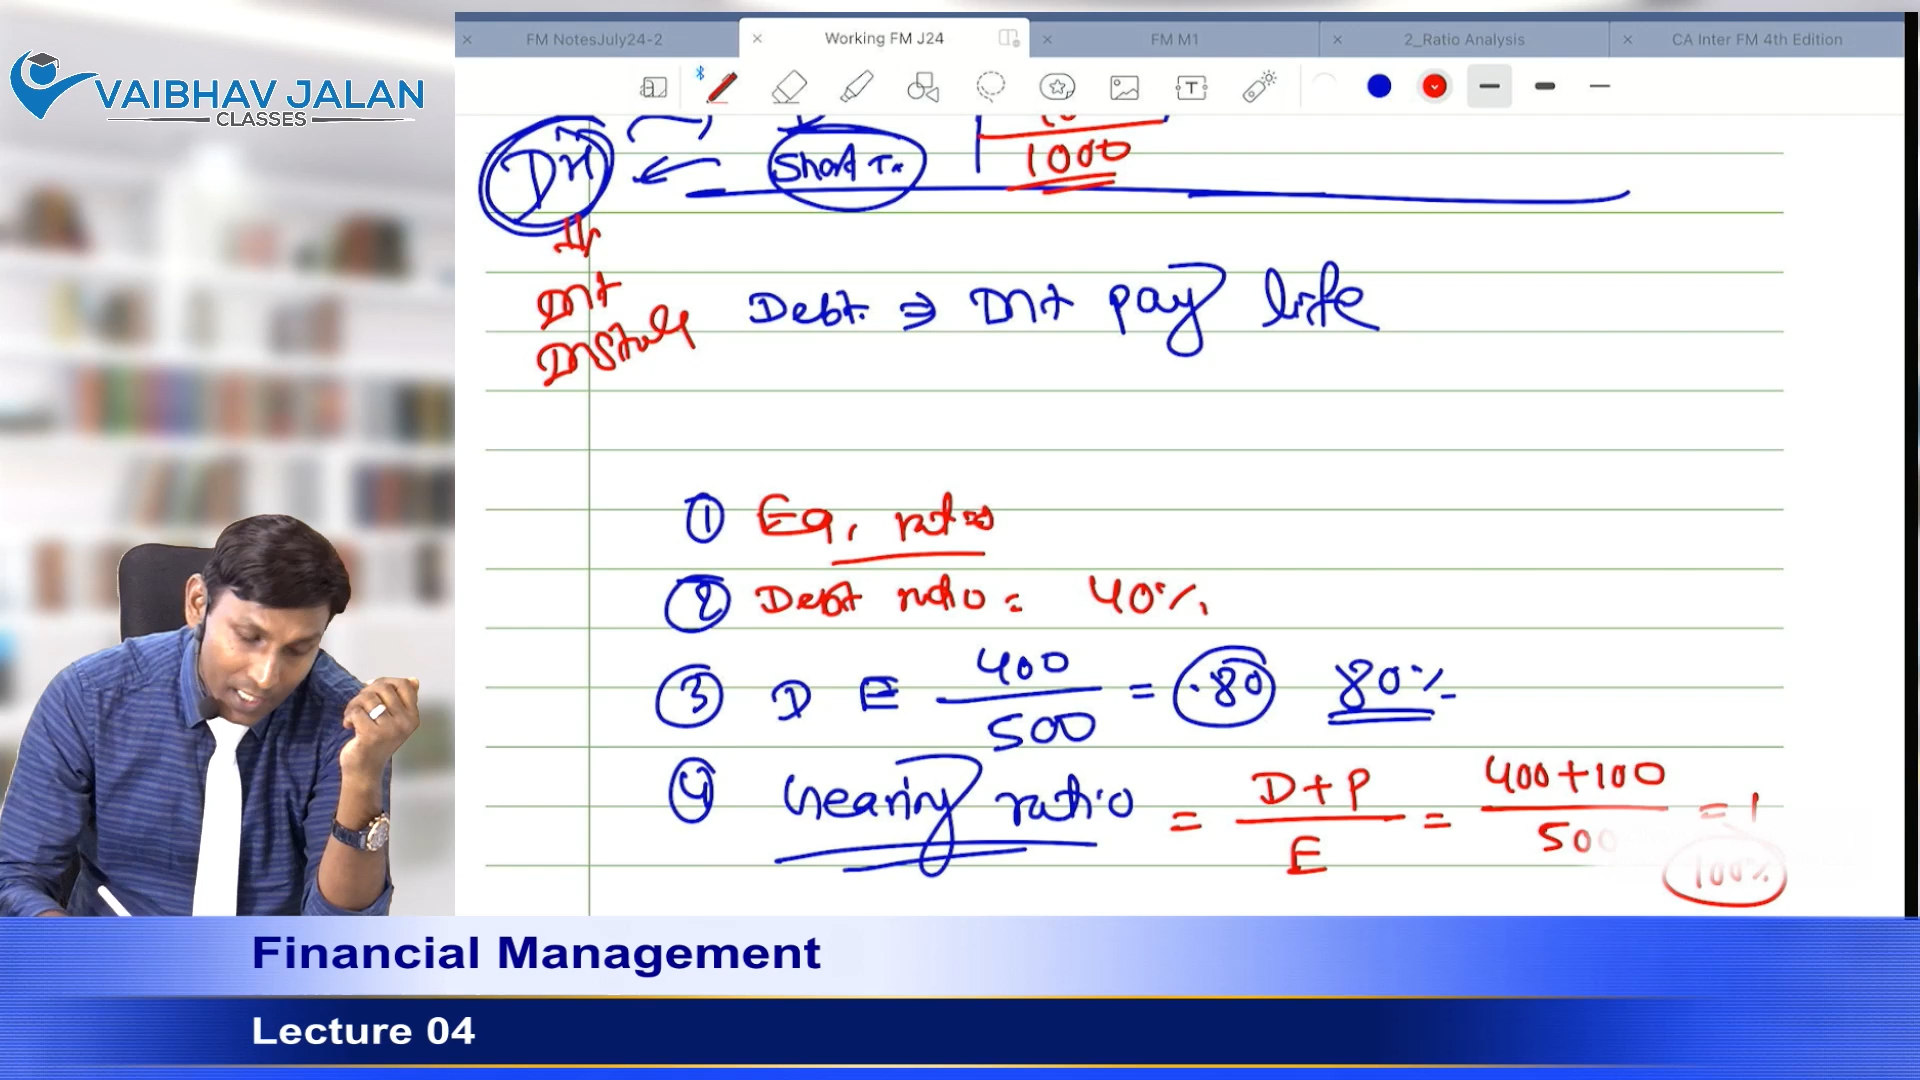 VAIBHAV JALAN
CLASSES
FM NotesJuly24-2
Working FM J24
FM M1
2_Ratio Analysis
CA Inter FM 4th Edition
T
1000
Short
Int
Debt ⇒ Int pay life
① Eq. ratio
② Debt ratio = 40%
③ D E 400/500 = .80 80%
④ Gearing ratio = D+P/E = 400+100/500 = 1
100%
Financial Management
Lecture 04